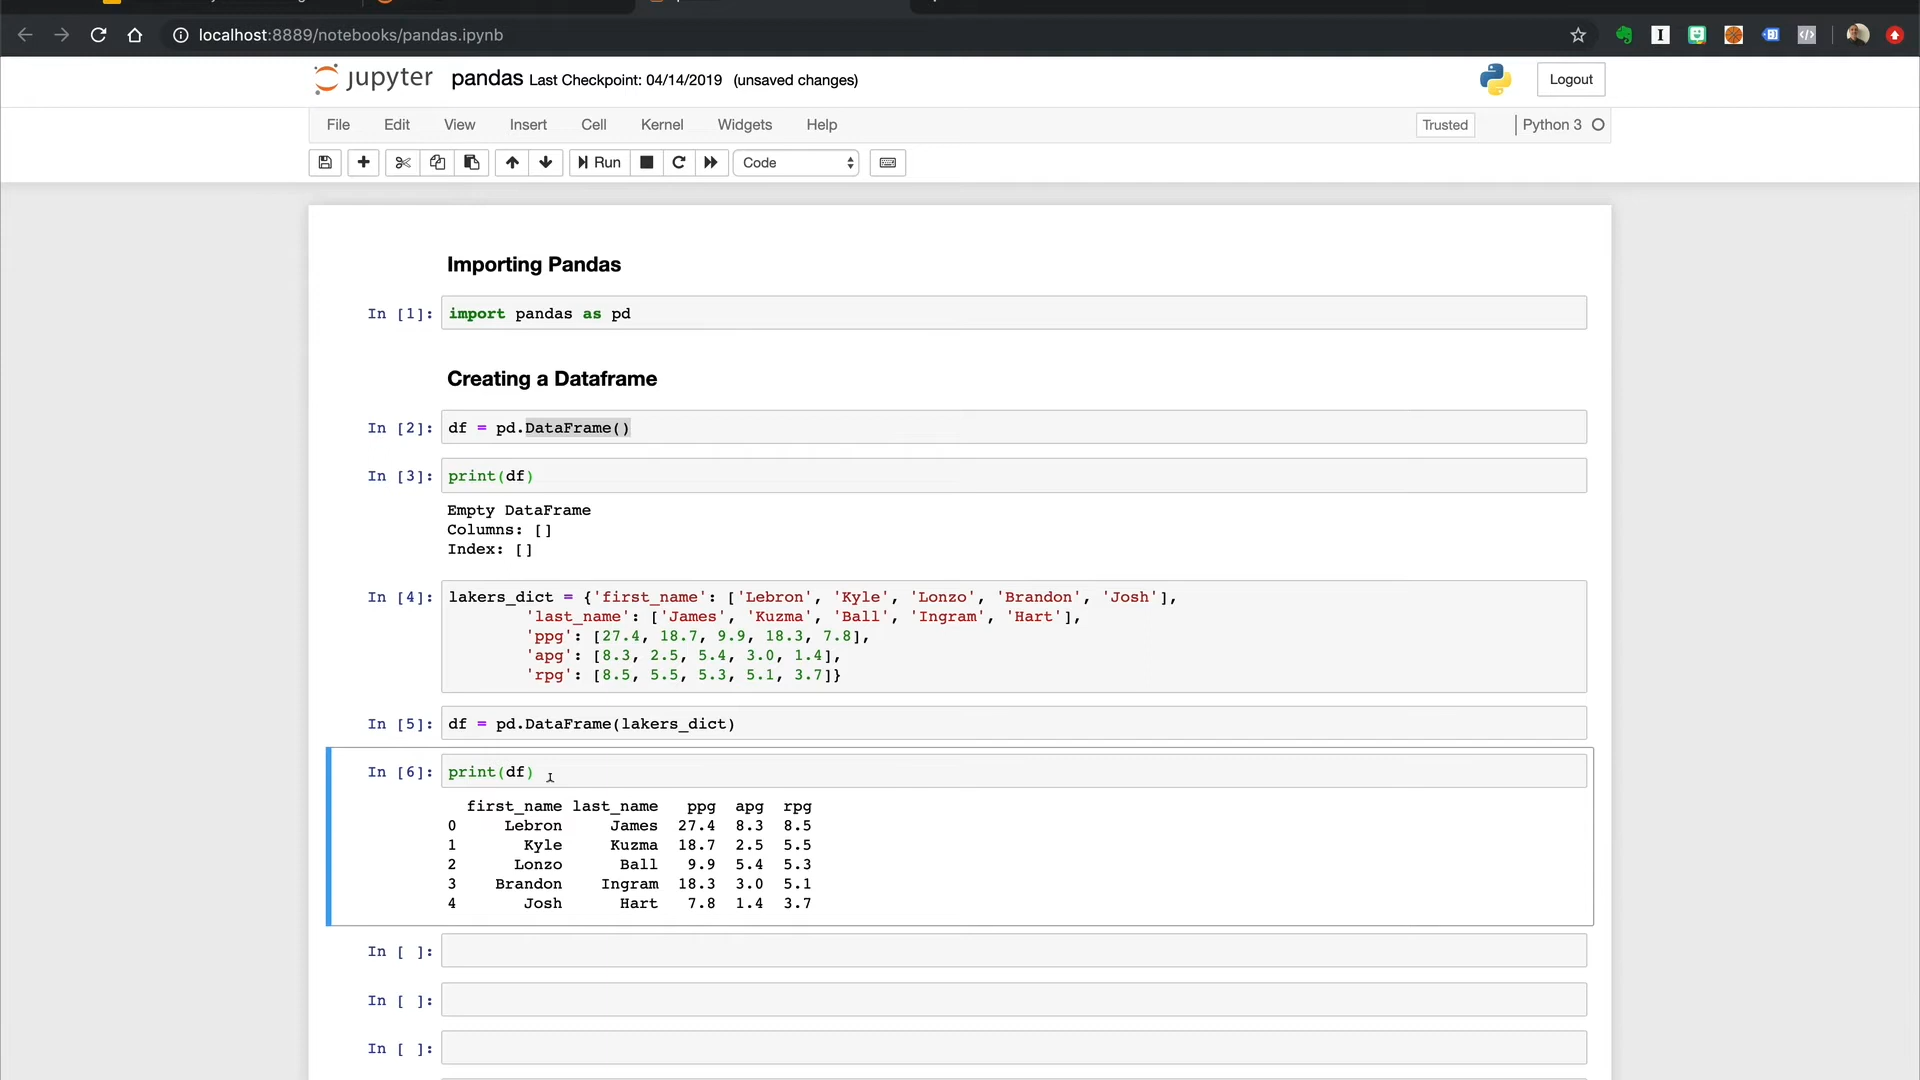 localhost:8889/notebooks/pandas.ipynb
jupyter pandas Last Checkpoint: 04/14/2019 (unsaved changes)
Logout
File Edit View Insert Cell Kernel Widgets Help
Trusted
Python 3
Run
Code
Importing Pandas
In [1]: import pandas as pd
Creating a Dataframe
In [2]: df = pd.DataFrame()
In [3]: print(df)
Empty DataFrame
Columns: []
Index: []
In [4]: lakers_dict = {'first_name': ['Lebron', 'Kyle', 'Lonzo', 'Brandon', 'Josh'],
'last_name': ['James', 'Kuzma', 'Ball', 'Ingram', 'Hart'],
'ppg': [27.4, 18.7, 9.9, 18.3, 7.8],
'apg': [8.3, 2.5, 5.4, 3.0, 1.4],
'rpg': [8.5, 5.5, 5.3, 5.1, 3.7]}
In [5]: df = pd.DataFrame(lakers_dict)
In [6]: print(df)
first_name last_name ppg apg rpg
0 Lebron James 27.4 8.3 8.5
1 Kyle Kuzma 18.7 2.5 5.5
2 Lonzo Ball 9.9 5.4 5.3
3 Brandon Ingram 18.3 3.0 5.1
4 Josh Hart 7.8 1.4 3.7
In [ ]:
In [ ]:
In [ ]: